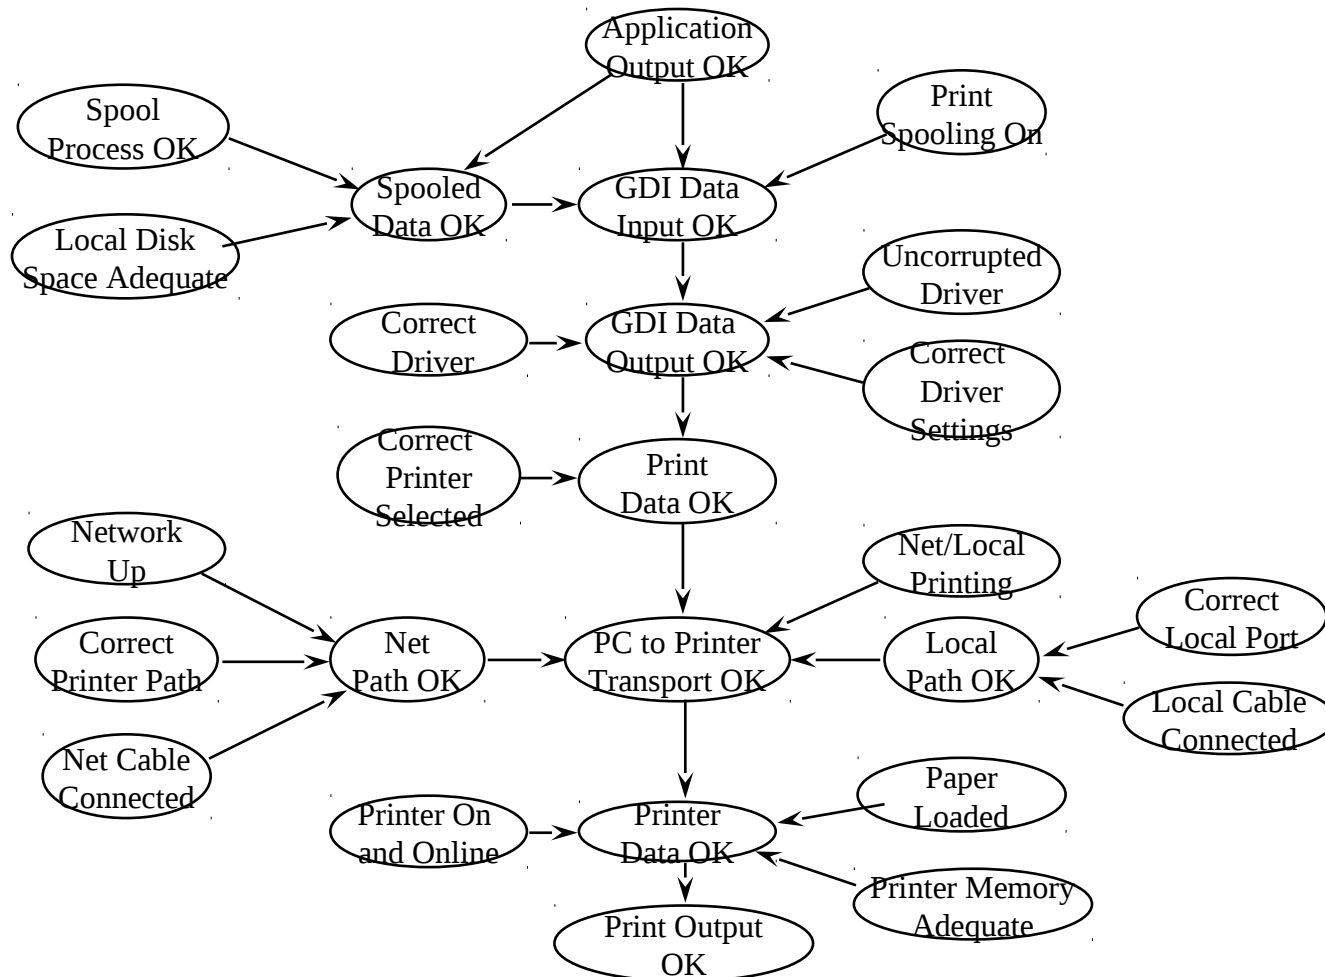 Application
Output OK
Spool
Process OK
Print
Spooling On
Spooled
Data OK
GDI Data
Input OK
Local Disk
Space Adequate
Uncorrupted
Driver
Correct
Driver
GDI Data
Output OK
Correct
Driver
Settings
Correct
Printer
Selected
Print
Data OK
Network
Up
Net/Local
Printing
Correct
Local Port
Correct
Printer Path
Net
Path OK
PC to Printer
Transport OK
Local
Path OK
Local Cable
Connected
Net Cable
Connected
Paper
Loaded
Printer On
and Online
Printer
Data OK
Printer Memory
Adequate
Print Output
OK